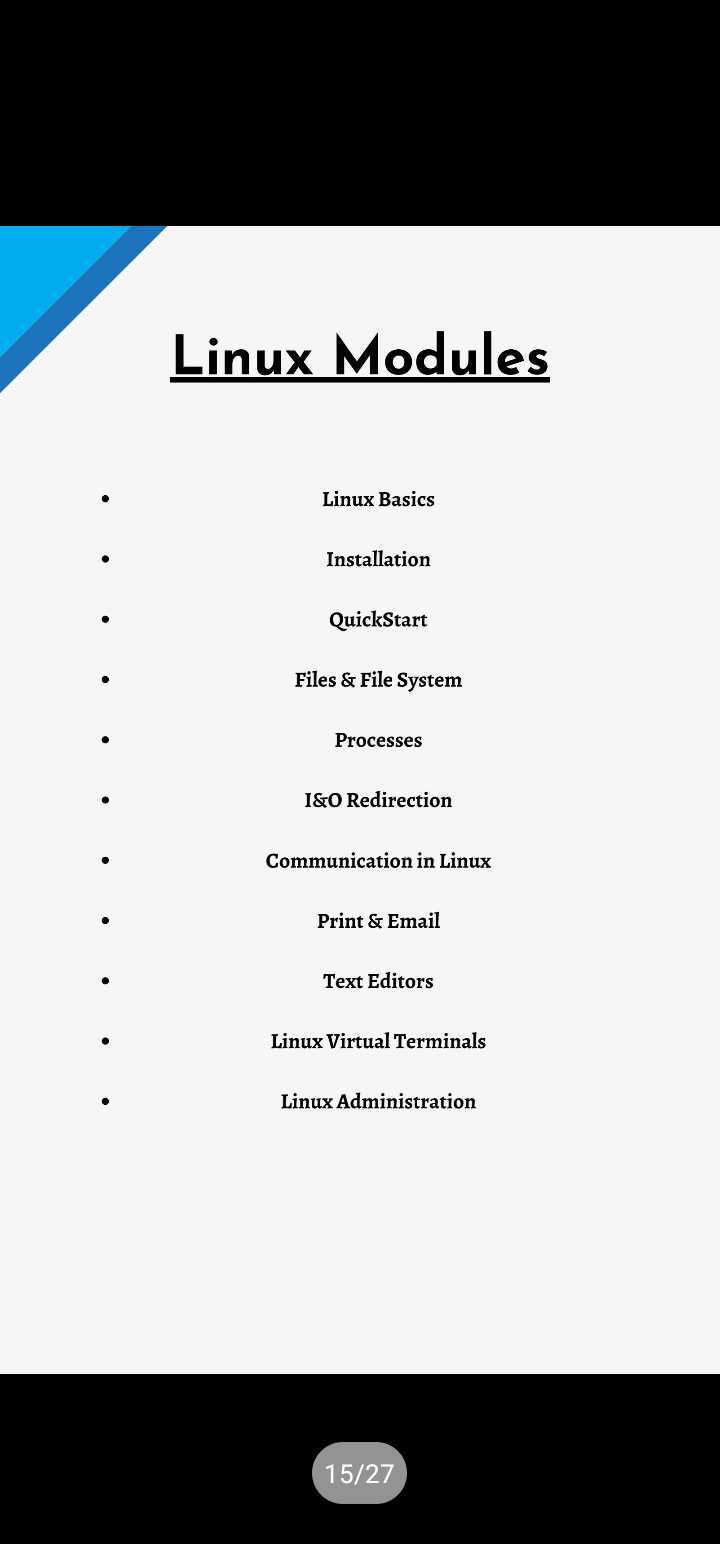 Linux Modules
• Linux Basics
• Installation
• QuickStart
• Files & File System
• Processes
• I&O Redirection
• Communication in Linux
• Print & Email
• Text Editors
• Linux Virtual Terminals
• Linux Administration
15/27